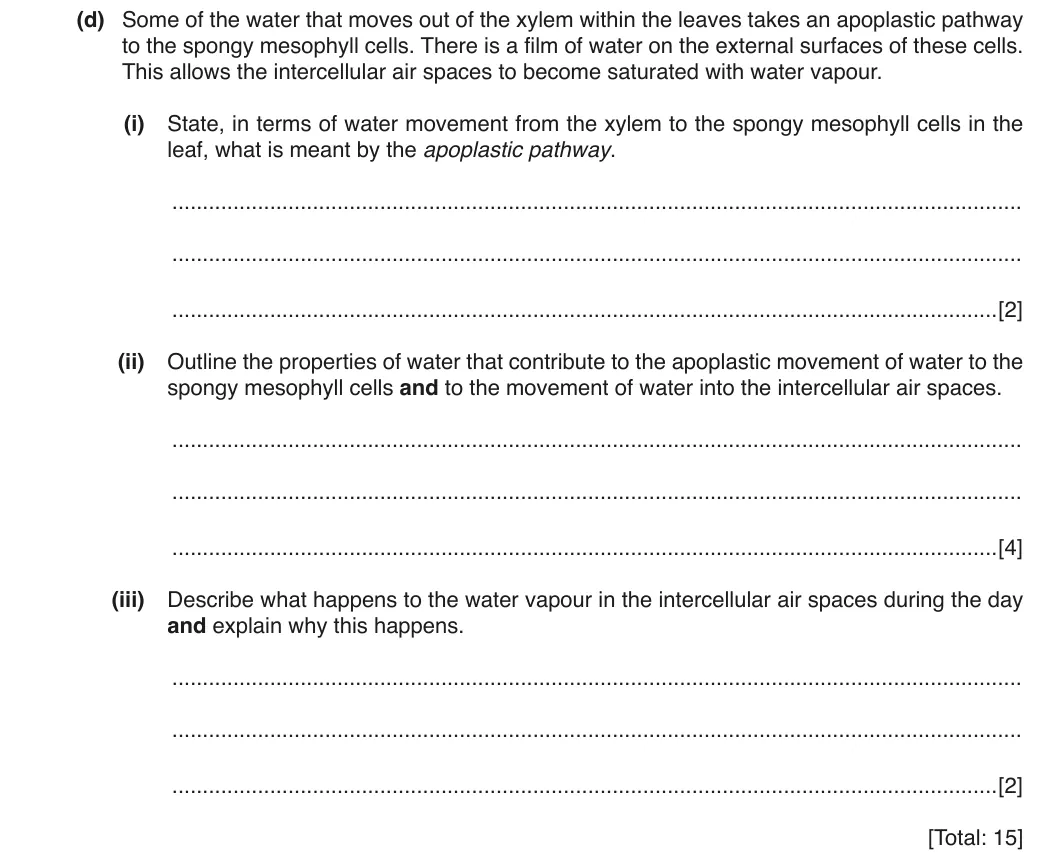 (d) Some of the water that moves out of the xylem within the leaves takes an apoplastic pathway
to the spongy mesophyll cells. There is a film of water on the external surfaces of these cells.
This allows the intercellular air spaces to become saturated with water vapour.
(i) State, in terms of water movement from the xylem to the spongy mesophyll cells in the
leaf, what is meant by the apoplastic pathway.
..........................................................................................................................................
..........................................................................................................................................
......................................................................................................................................[2]
(ii) Outline the properties of water that contribute to the apoplastic movement of water to the
spongy mesophyll cells and to the movement of water into the intercellular air spaces.
..........................................................................................................................................
..........................................................................................................................................
......................................................................................................................................[4]
(iii) Describe what happens to the water vapour in the intercellular air spaces during the day
and explain why this happens.
..........................................................................................................................................
..........................................................................................................................................
......................................................................................................................................[2]
[Total: 15]